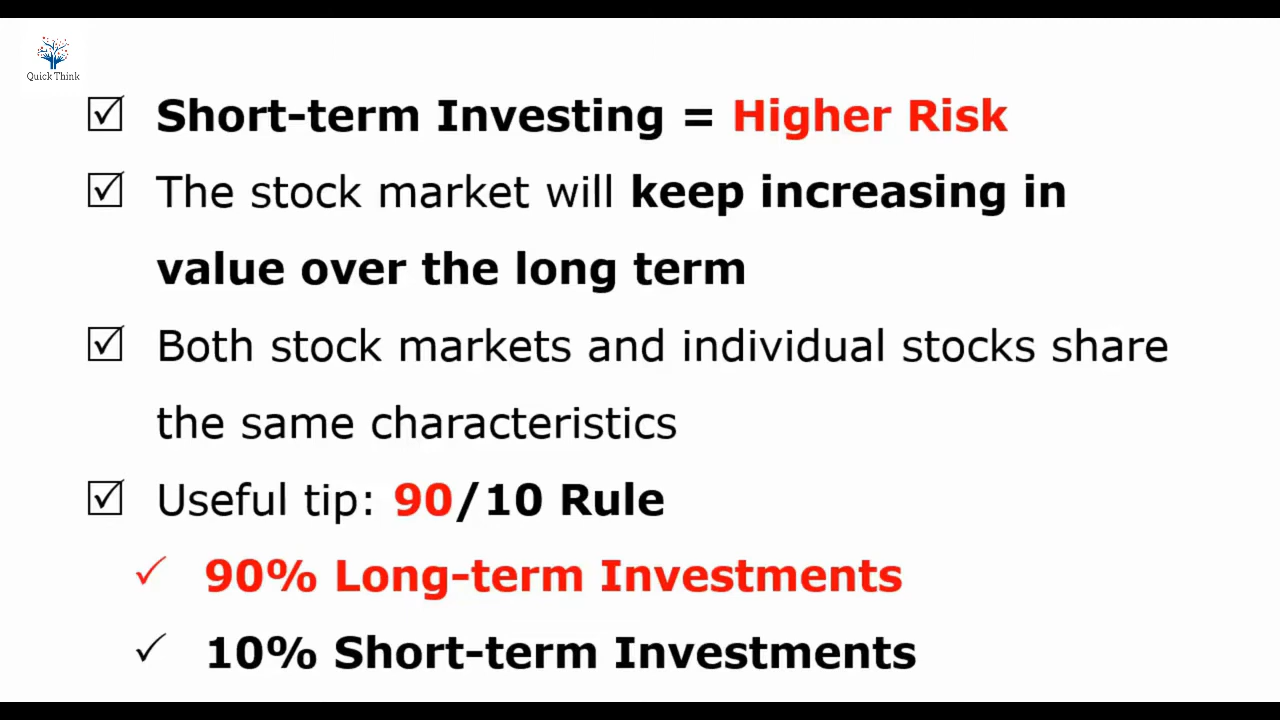 Quick Think
Short-term Investing = Higher Risk
The stock market will keep increasing in
value over the long term
Both stock markets and individual stocks share
the same characteristics
Useful tip: 90/10 Rule
90% Long-term Investments
10% Short-term Investments